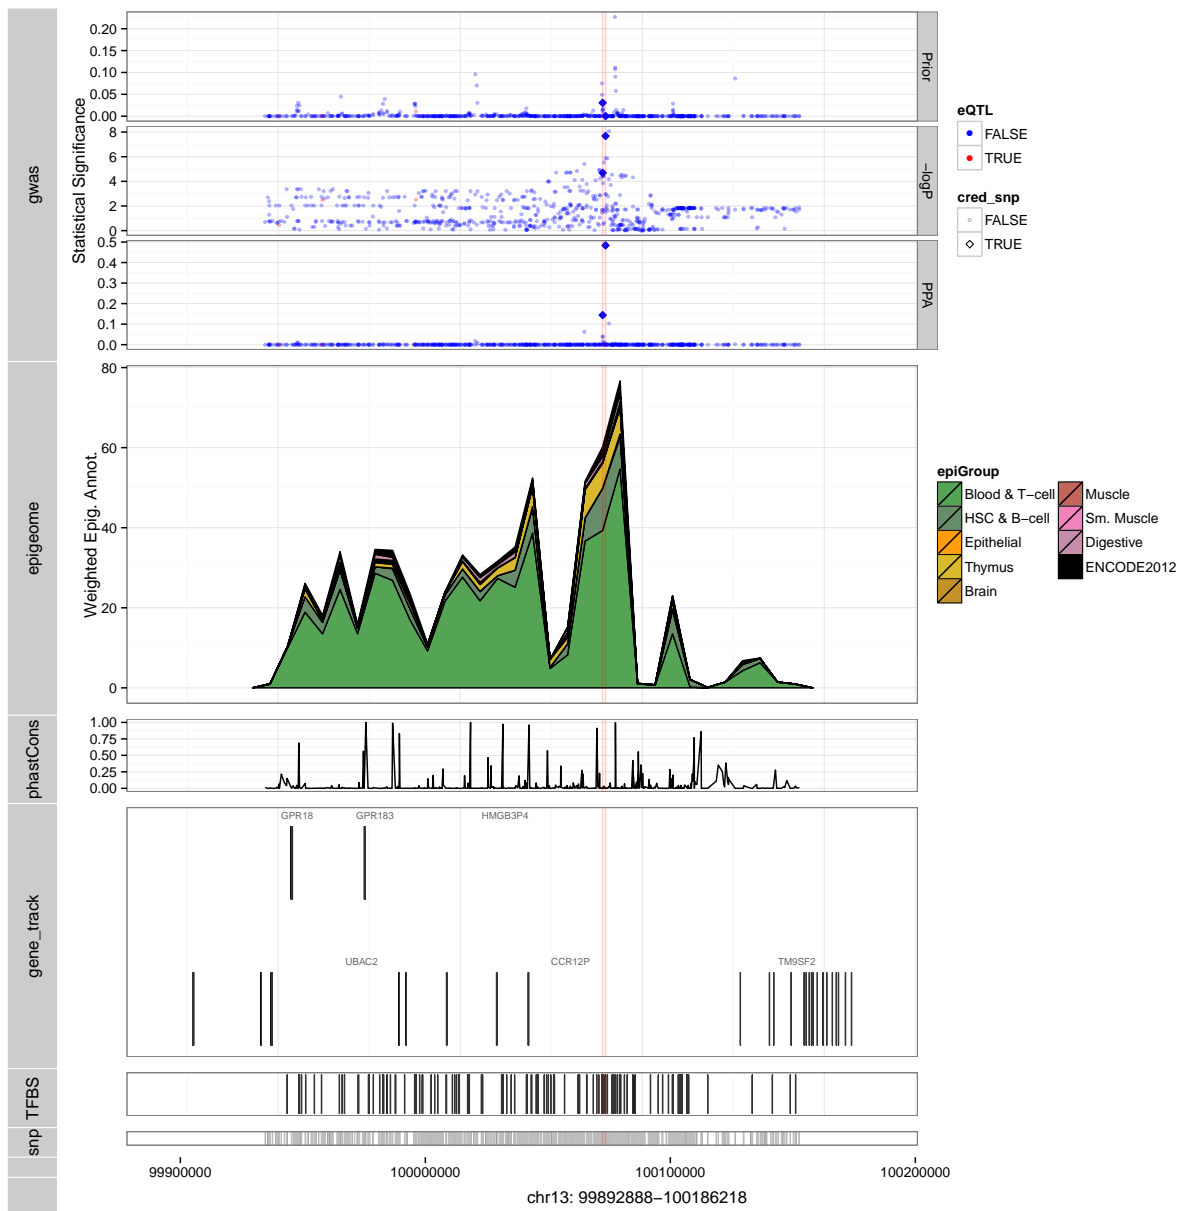 gwas
Statistical Significance
0.20
0.15
0.10
0.05
0.00
Prior
8
6
4
2
0
−logP
0.5
0.4
0.3
0.2
0.1
0.0
PPA
eQTL
FALSE
TRUE
cred_snp
FALSE
TRUE
epigeome
Weighted Epig. Annot.
80
60
40
20
0
epiGroup
Blood & T−cell
HSC & B−cell
Epithelial
Thymus
Brain
Muscle
Sm. Muscle
Digestive
ENCODE2012
phastCons
1.00
0.75
0.50
0.25
0.00
gene_track
GPR18 GPR183 HMGB3P4
UBAC2 CCR12P TM9SF2
TFBS
snp
99900000 100000000 100100000 100200000
chr13: 99892888−100186218